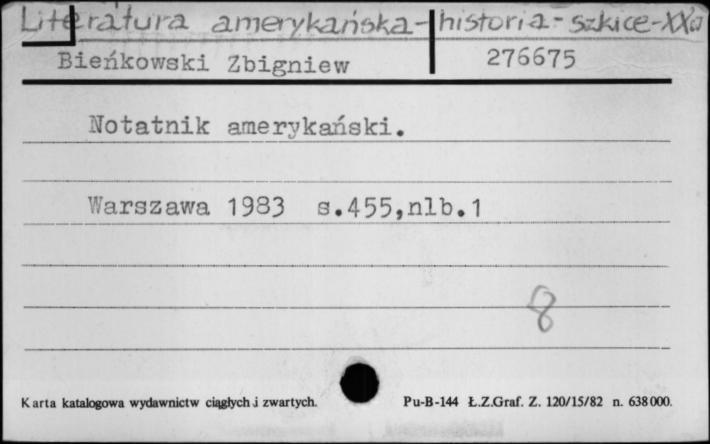 Literatura amerykańska-historia-szkice-XXw
Bieńkowski Zbigniew 276675
Notatnik amerykański.
Warszawa 1983 s.455,nlb.1
8
Karta katalogowa wydawnictw ciągłych i zwartych. Pu-B-144 Ł.Z.Graf. Z. 120/15/82 n. 638 000.